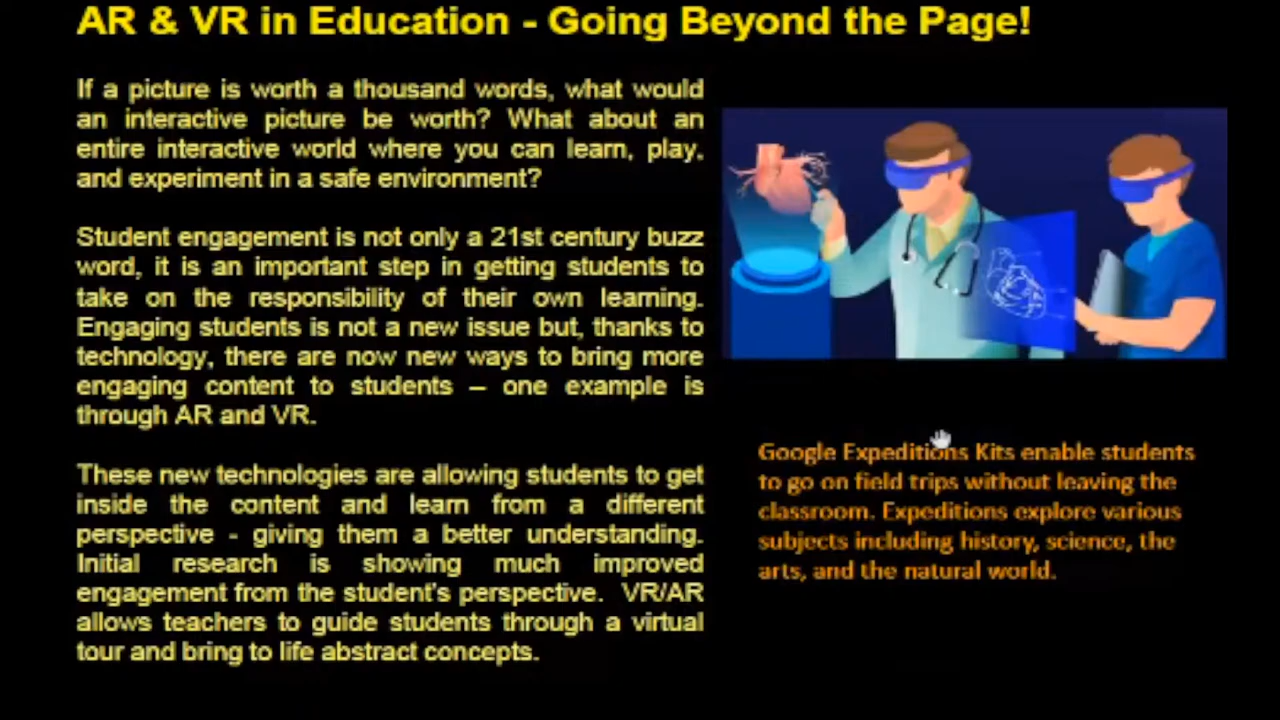 AR & VR in Education - Going Beyond the Page!
If a picture is worth a thousand words, what would
an interactive picture be worth? What about an
entire interactive world where you can learn, play,
and experiment in a safe environment?
Student engagement is not only a 21st century buzz
word, it is an important step in getting students to
take on the responsibility of their own learning.
Engaging students is not a new issue but, thanks to
technology, there are now new ways to bring more
engaging content to students – one example is
through AR and VR.
These new technologies are allowing students to get
inside the content and learn from a different
perspective - giving them a better understanding.
Initial research is showing much improved
engagement from the student's perspective. VR/AR
allows teachers to guide students through a virtual
tour and bring to life abstract concepts.
Google Expeditions Kits enable students
to go on field trips without leaving the
classroom. Expeditions explore various
subjects including history, science, the
arts, and the natural world.